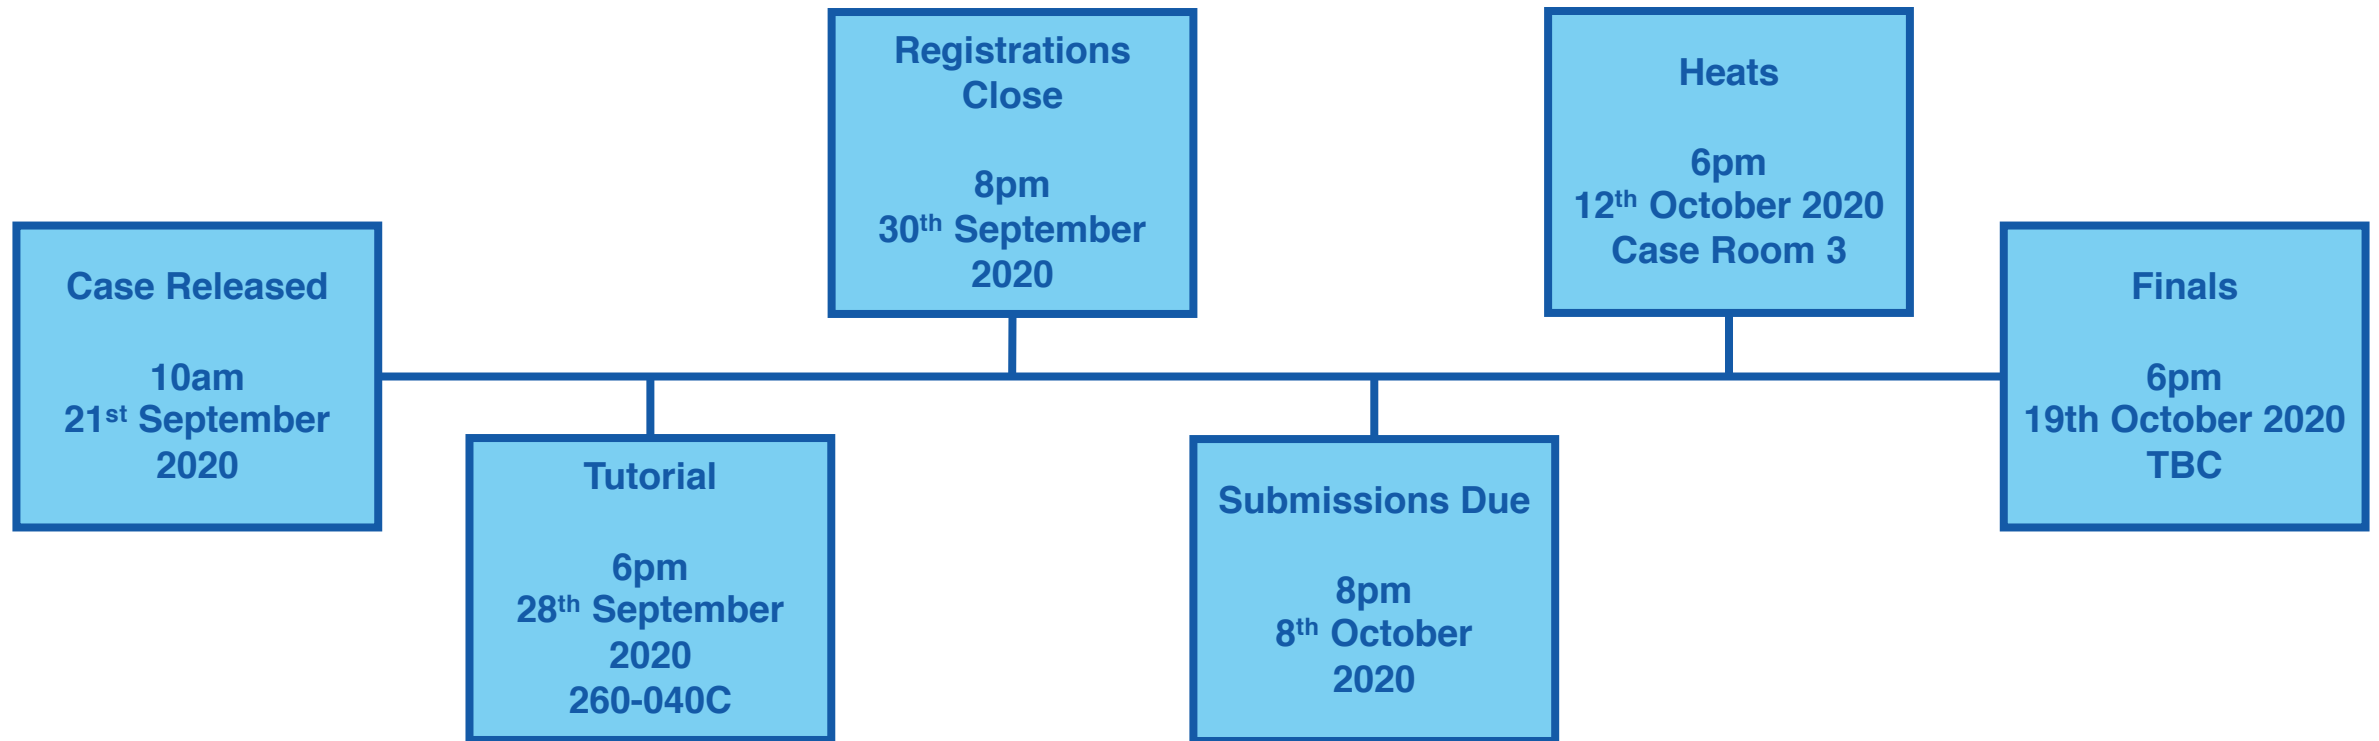 Case Released
10am
21st September
2020
Tutorial
6pm
28th September
2020
260-040C
Registrations
Close
8pm
30th September
2020
Submissions Due
8pm
8th October
2020
Heats
6pm
12th October 2020
Case Room 3
Finals
6pm
19th October 2020
TBC